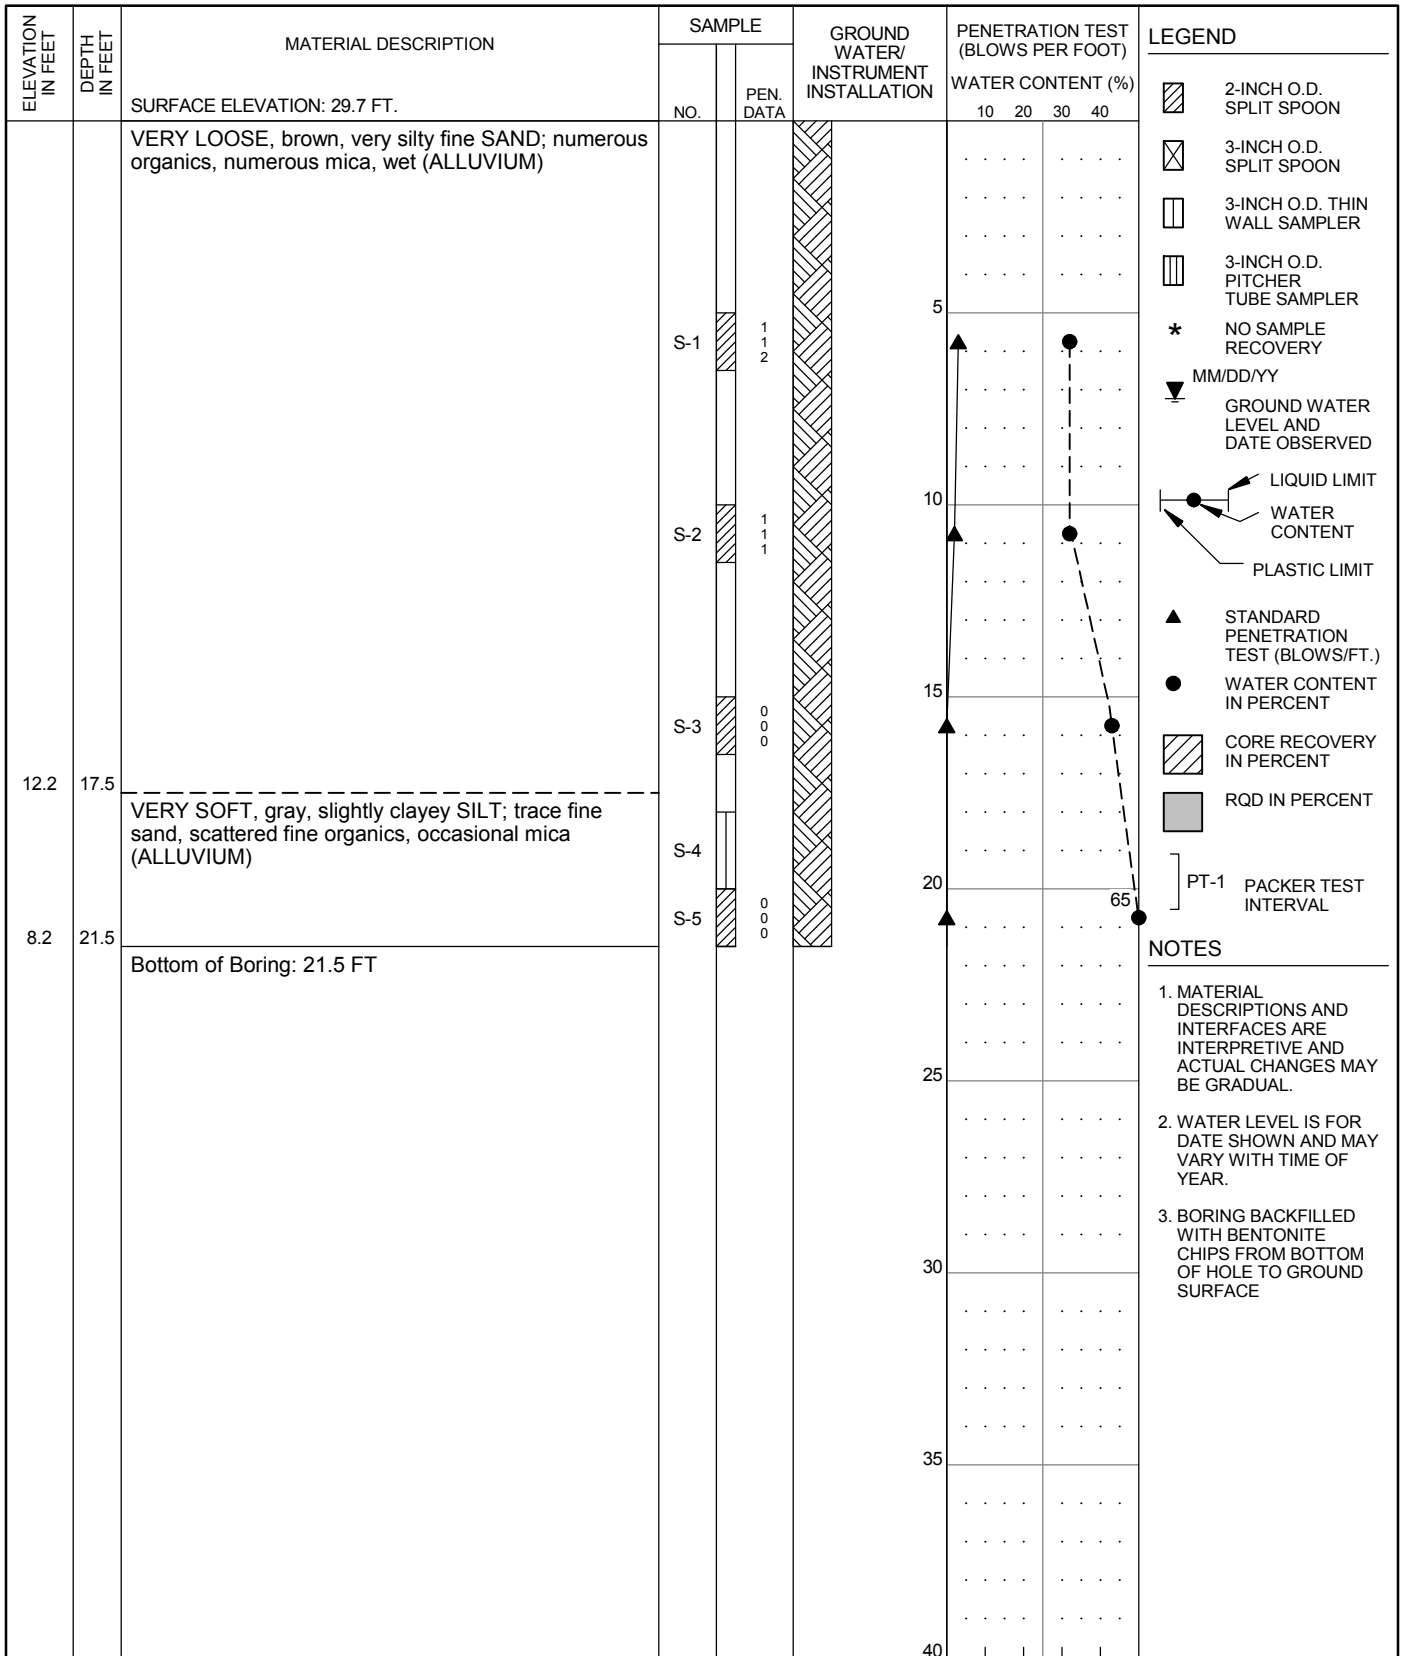 ELEVATION
IN FEET
DEPTH
IN FEET
MATERIAL DESCRIPTION
SURFACE ELEVATION: 29.7 FT.
SAMPLE
NO.
PEN.
DATA
GROUND
WATER/
INSTRUMENT
INSTALLATION
PENETRATION TEST
(BLOWS PER FOOT)
WATER CONTENT (%)
10 20 30 40
VERY LOOSE, brown, very silty fine SAND; numerous
organics, numerous mica, wet (ALLUVIUM)
5
S-1
1
1
2
10
S-2
1
1
1
15
S-3
0
0
0
12.2 17.5
VERY SOFT, gray, slightly clayey SILT; trace fine
sand, scattered fine organics, occasional mica
(ALLUVIUM)
S-4
20
65
S-5
0
0
0
8.2 21.5
Bottom of Boring: 21.5 FT
25
30
35
40
LEGEND
2-INCH O.D.
SPLIT SPOON
3-INCH O.D.
SPLIT SPOON
3-INCH O.D. THIN
WALL SAMPLER
3-INCH O.D.
PITCHER
TUBE SAMPLER
* NO SAMPLE
RECOVERY
MM/DD/YY
GROUND WATER
LEVEL AND
DATE OBSERVED
LIQUID LIMIT
WATER
CONTENT
PLASTIC LIMIT
STANDARD
PENETRATION
TEST (BLOWS/FT.)
WATER CONTENT
IN PERCENT
CORE RECOVERY
IN PERCENT
RQD IN PERCENT
PT-1 PACKER TEST
INTERVAL
NOTES
1. MATERIAL
DESCRIPTIONS AND
INTERFACES ARE
INTERPRETIVE AND
ACTUAL CHANGES MAY
BE GRADUAL.
2. WATER LEVEL IS FOR
DATE SHOWN AND MAY
VARY WITH TIME OF
YEAR.
3. BORING BACKFILLED
WITH BENTONITE
CHIPS FROM BOTTOM
OF HOLE TO GROUND
SURFACE